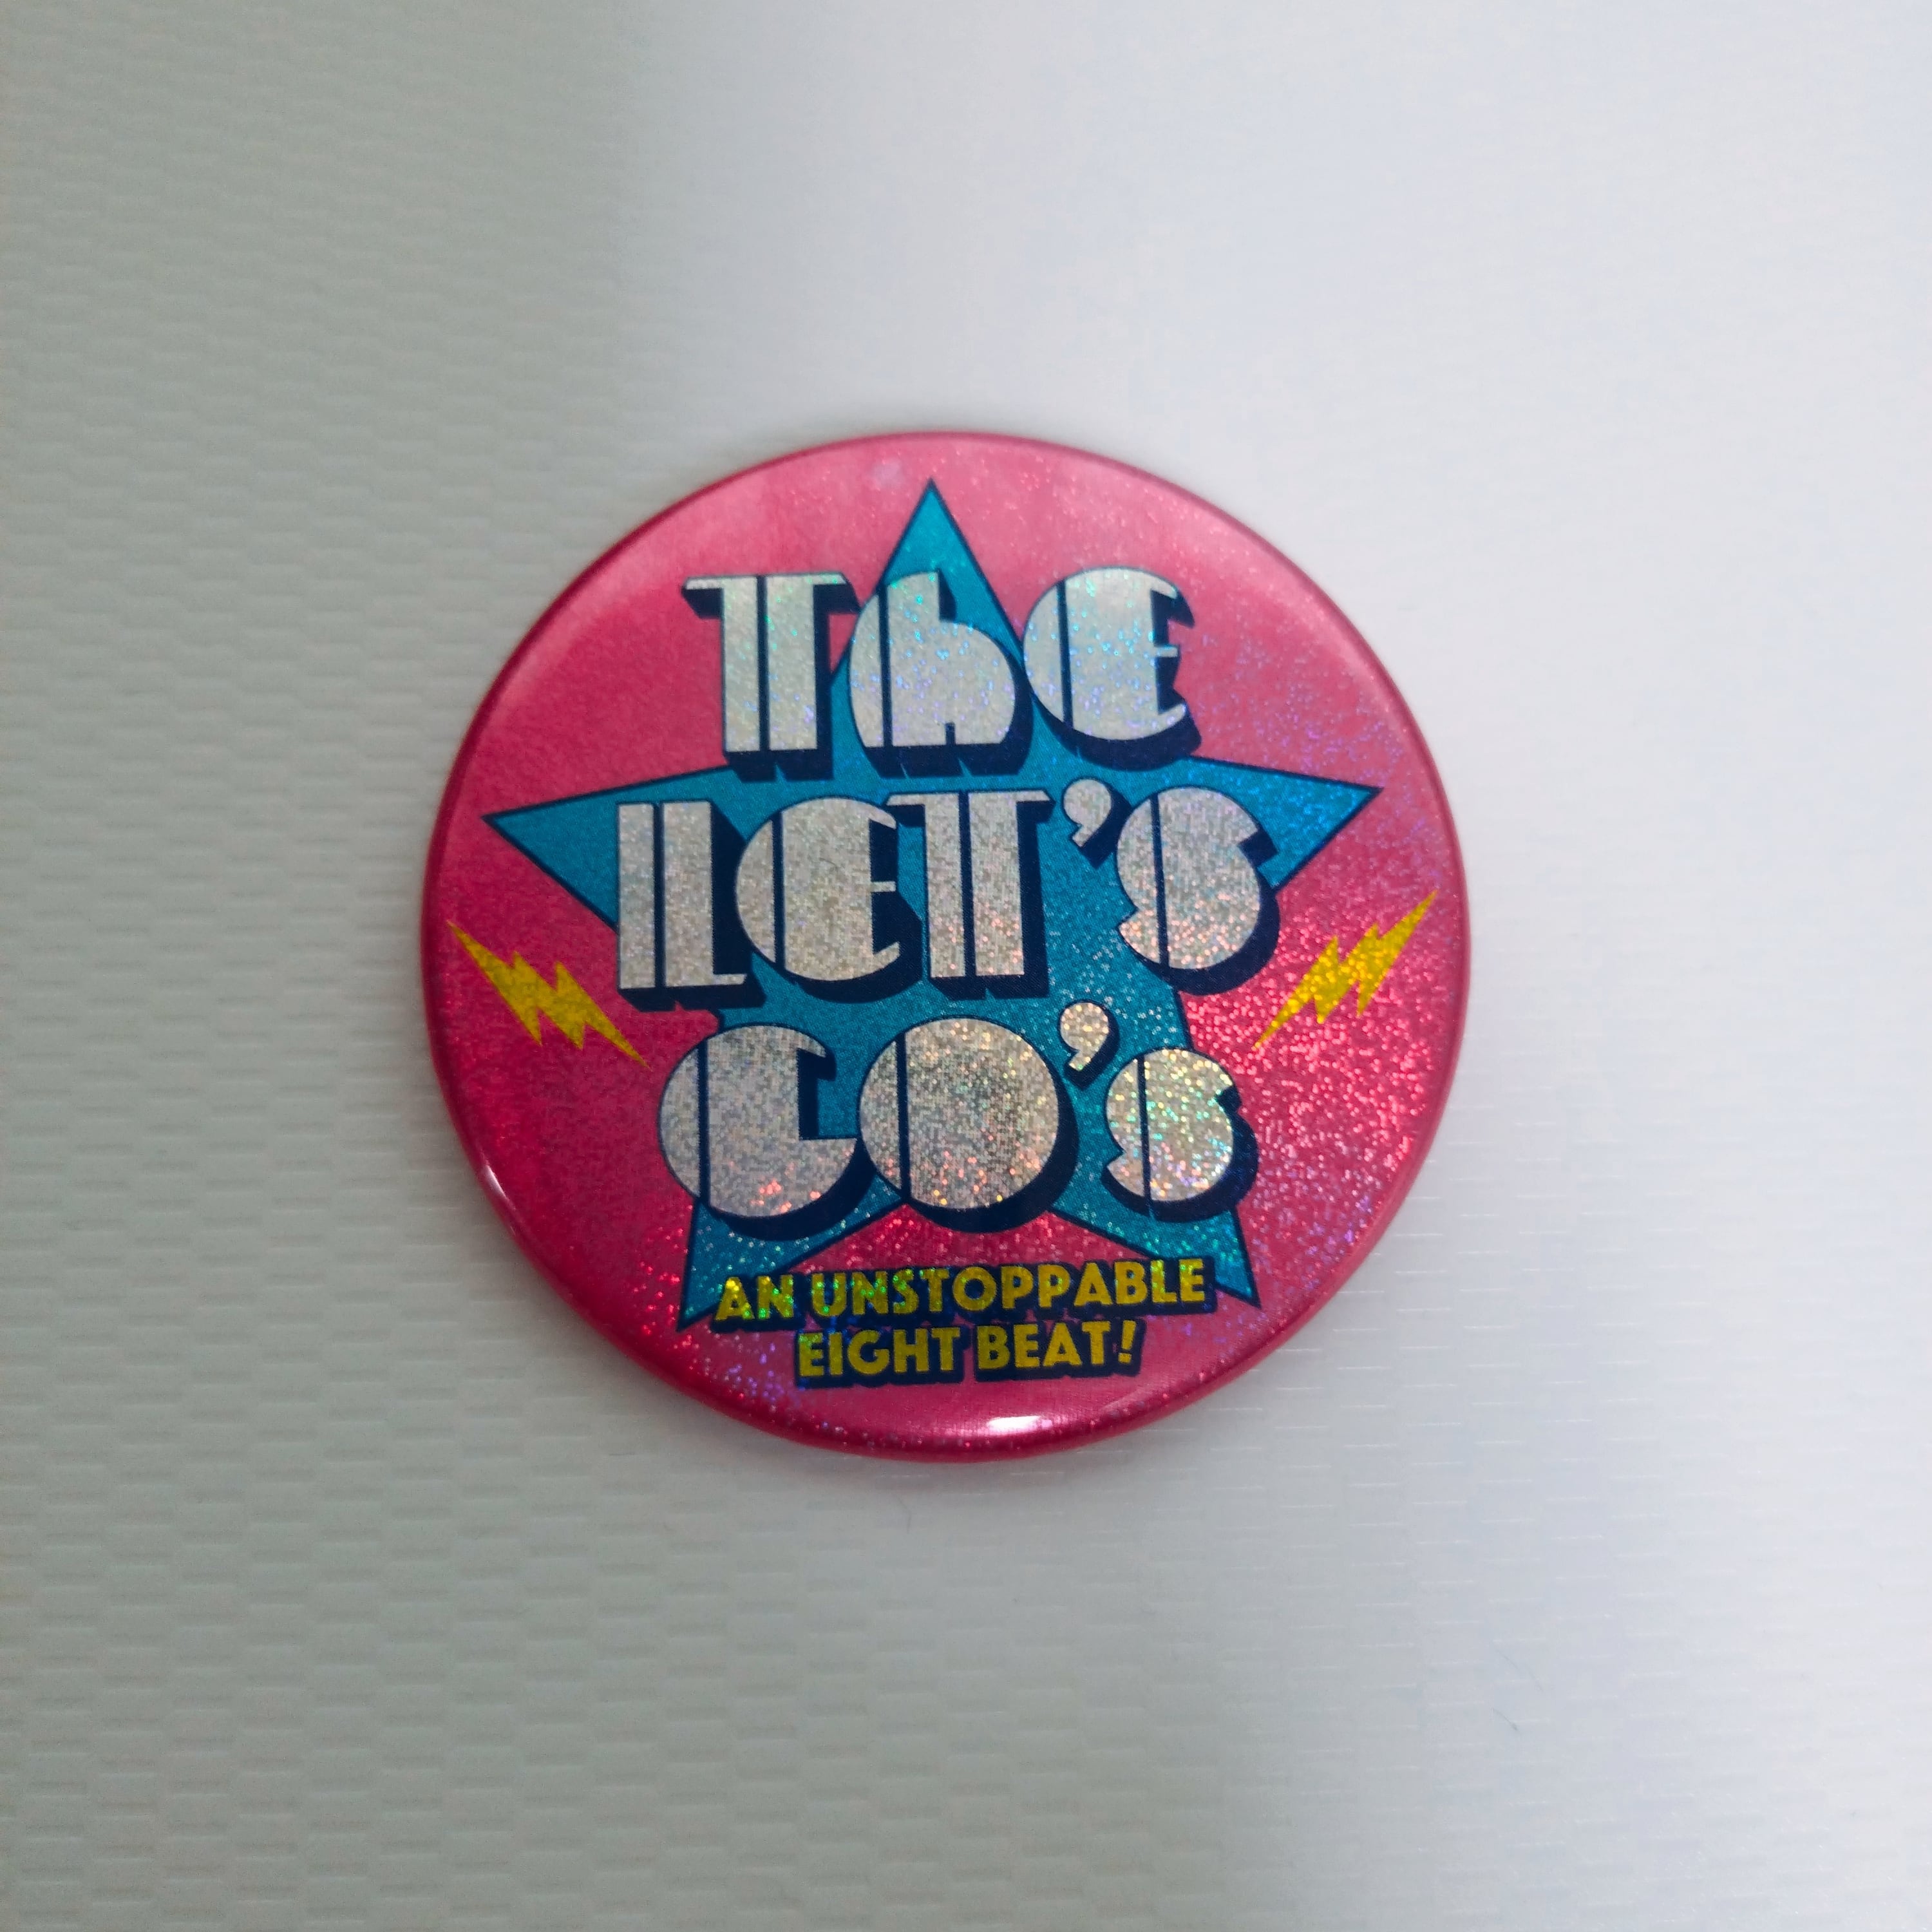 The
LET'S
GO's
AN UNSTOPPABLE
EIGHT BEAT!